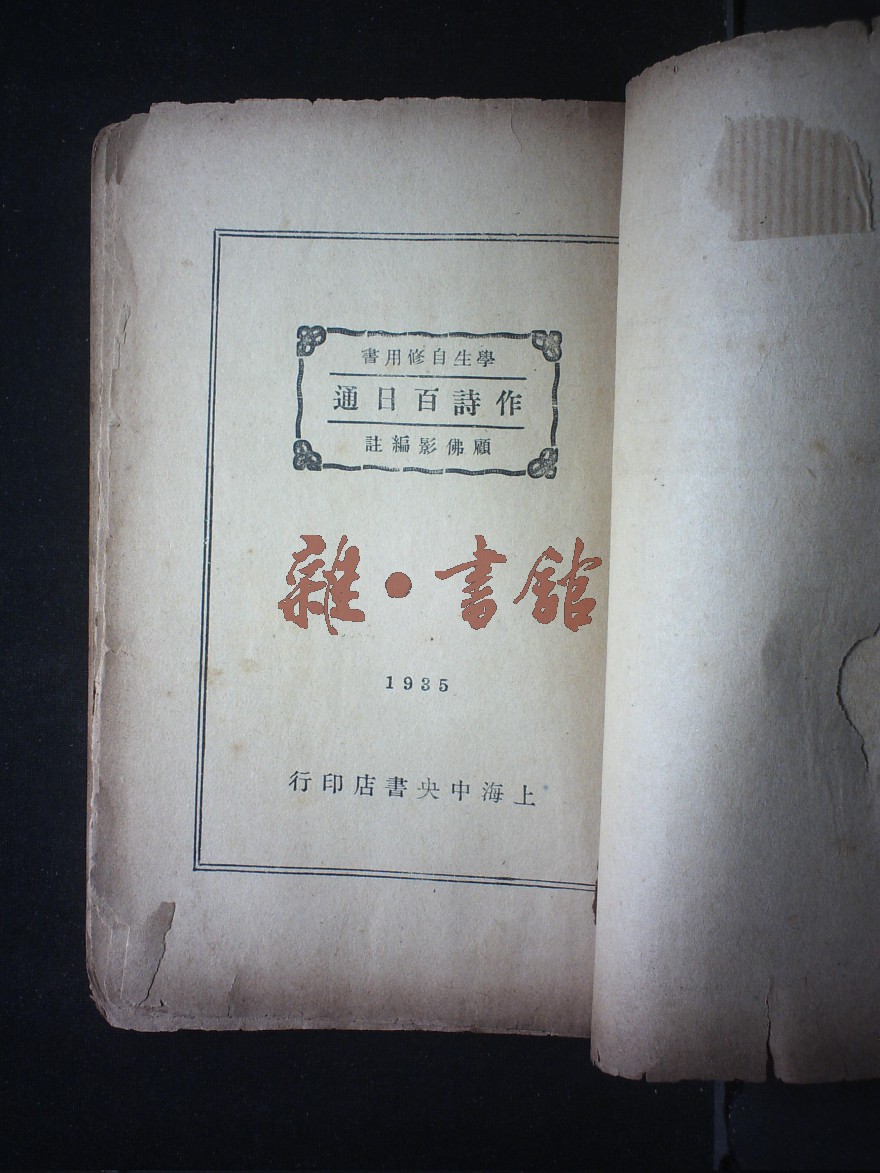 學生自修用書
作詩百日通
顧佛影編註
雜·書館
1935
上海中央書店印行